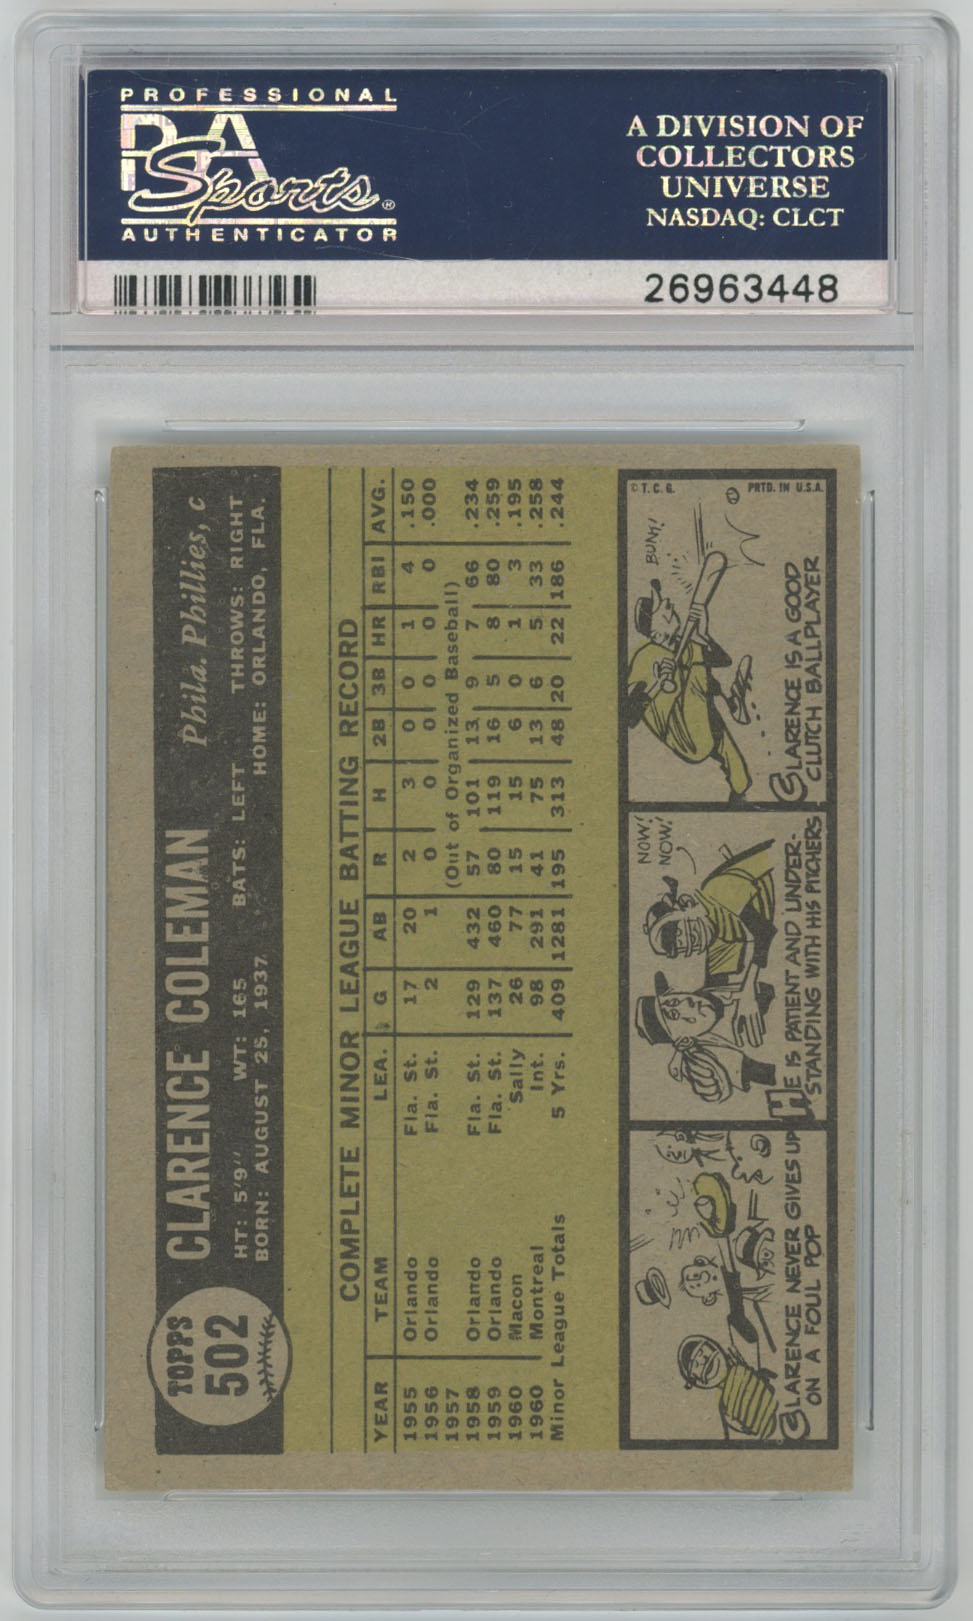 PROFESSIONAL
PSA
Sports®
AUTHENTICATOR
A DIVISION OF
COLLECTORS
UNIVERSE
NASDAQ: CLCT
26963448
TOPPS
502
CLARENCE COLEMAN Phila. Phillies, c
HT: 5'9" WT: 165 BATS: LEFT THROWS: RIGHT
BORN: AUGUST 25, 1937 HOME: ORLANDO, FLA.
COMPLETE MINOR LEAGUE BATTING RECORD
YEAR TEAM LEA. G AB R H 2B 3B HR RBI AVG.
1955 Orlando Fla. St. 17 20 2 3 0 0 1 4 .150
1956 Orlando Fla. St. 2 1 0 0 0 0 0 0 .000
1957 (Out of Organized Baseball)
1958 Orlando Fla. St. 129 432 57 101 13 9 7 66 .234
1959 Orlando Fla. St. 137 460 80 119 16 5 8 80 .259
1960 Macon Sally 26 77 15 15 6 0 1 3 .195
1960 Montreal Int. 98 291 41 75 13 6 5 33 .258
Minor League Totals 5 Yrs. 409 1281 195 313 48 20 22 186 .244
CLARENCE NEVER GIVES UP
ON A FOUL POP
NOW!
NOW!
HE IS PATIENT AND UNDER-
STANDING WITH HIS PITCHERS
© T.C.G. PRTD. IN U.S.A.
BUNT!
CLARENCE IS A GOOD
CLUTCH BALLPLAYER